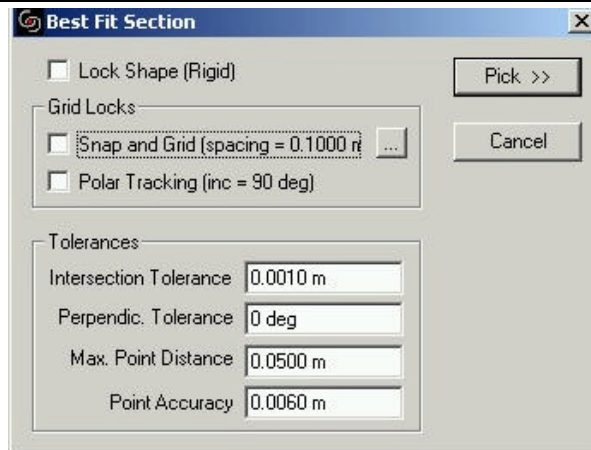 Best Fit Section
Lock Shape (Rigid)
Pick >>
Grid Locks
Snap and Grid (spacing = 0.1000 m
...
Cancel
Polar Tracking (inc = 90 deg)
Tolerances
Intersection Tolerance 0.0010 m
Perpendic. Tolerance 0 deg
Max. Point Distance 0.0500 m
Point Accuracy 0.0060 m